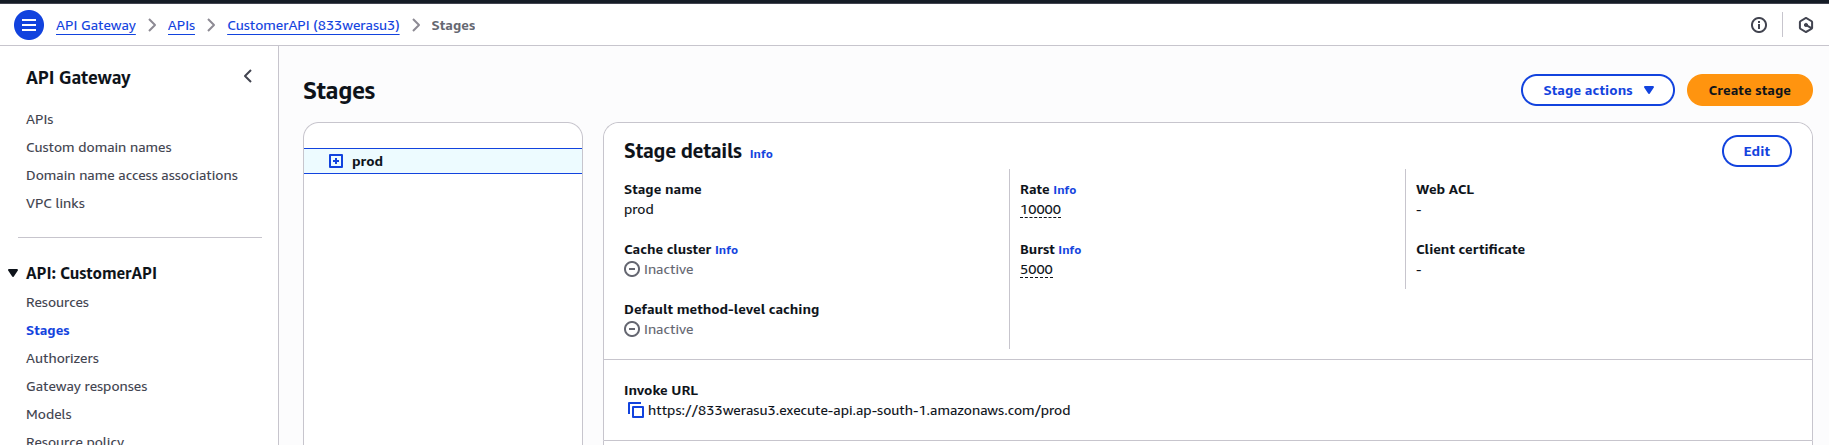 API Gateway > APIs > CustomerAPI (833werasu3) > Stages
API Gateway
APIs
Custom domain names
Domain name access associations
VPC links
API: CustomerAPI
Resources
Stages
Authorizers
Gateway responses
Models
Resource policy
Stages
Stage actions
Create stage
prod
Stage details Info
Edit
Stage name
prod
Cache cluster Info
Inactive
Default method-level caching
Inactive
Rate Info
10000
Burst Info
5000
Web ACL
-
Client certificate
-
Invoke URL
https://833werasu3.execute-api.ap-south-1.amazonaws.com/prod